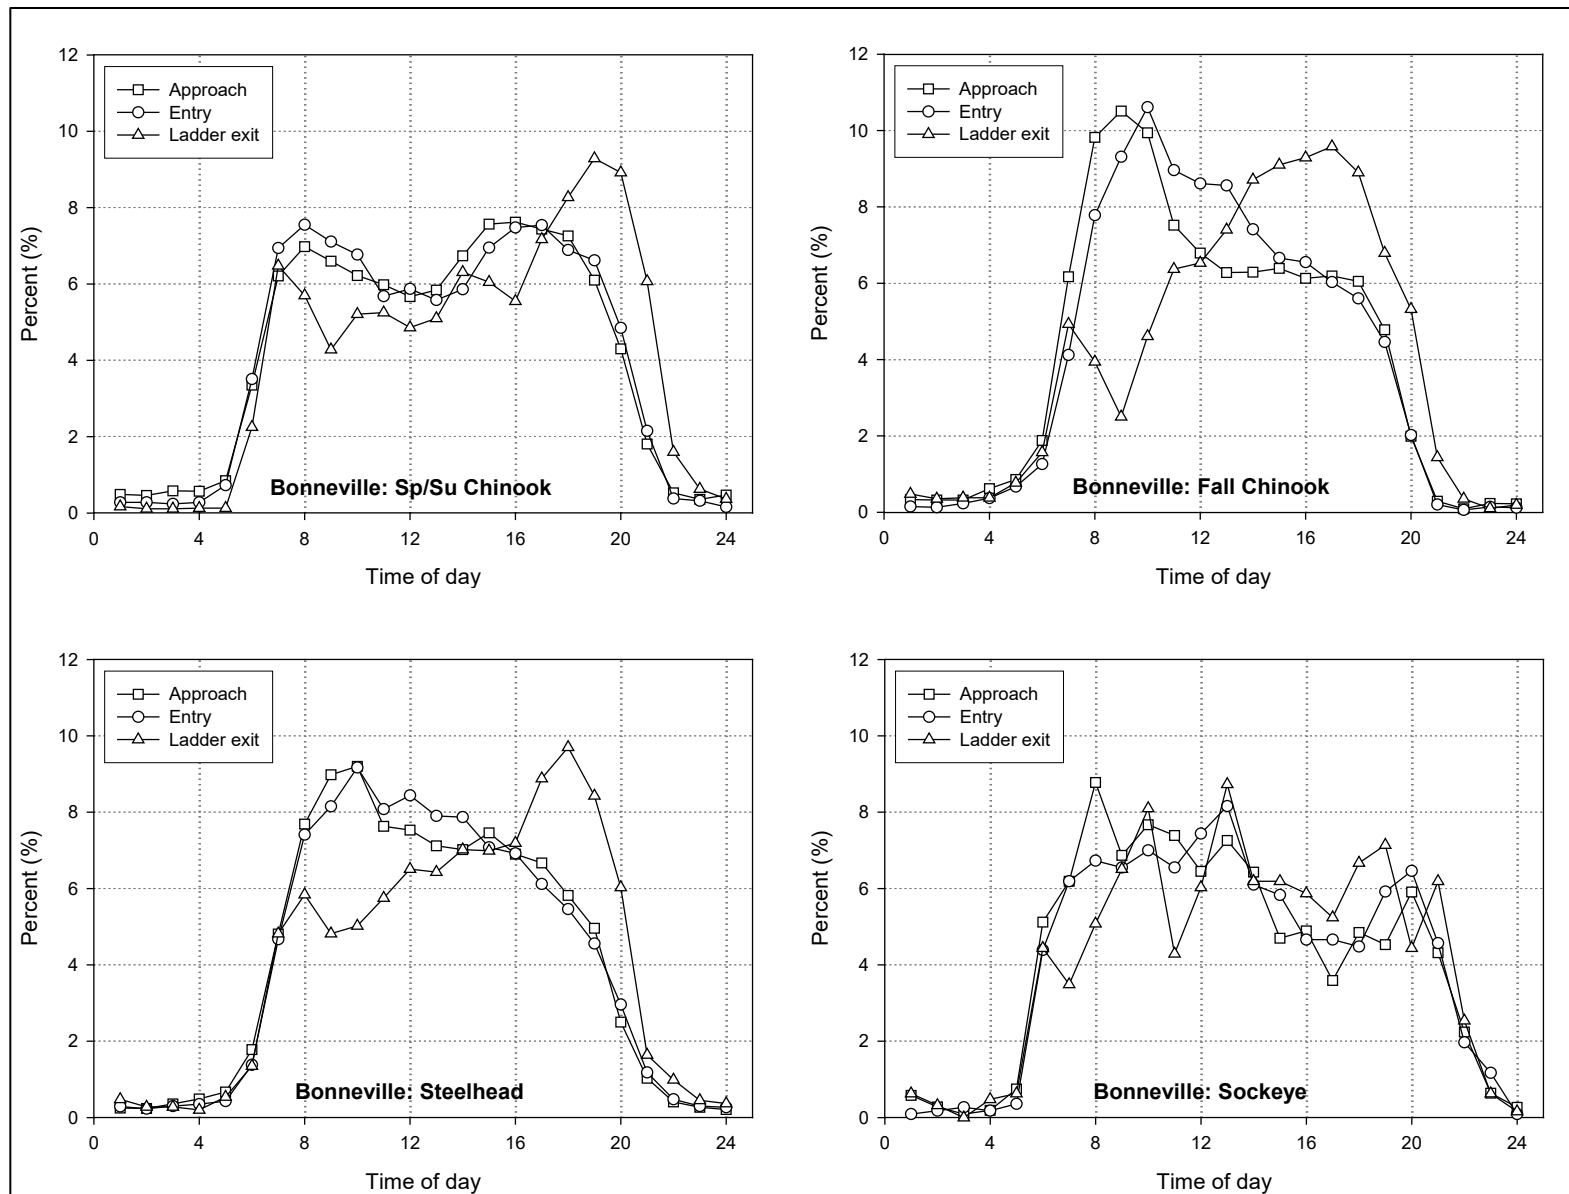 12
10
8
6
4
2
0
Percent (%)
Approach
Entry
Ladder exit
Bonneville: Sp/Su Chinook
0 4 8 12 16 20 24
Time of day
12
10
8
6
4
2
0
Percent (%)
Approach
Entry
Ladder exit
Bonneville: Fall Chinook
0 4 8 12 16 20 24
Time of day
12
10
8
6
4
2
0
Percent (%)
Approach
Entry
Ladder exit
Bonneville: Steelhead
0 4 8 12 16 20 24
Time of day
12
10
8
6
4
2
0
Percent (%)
Approach
Entry
Ladder exit
Bonneville: Sockeye
0 4 8 12 16 20 24
Time of day